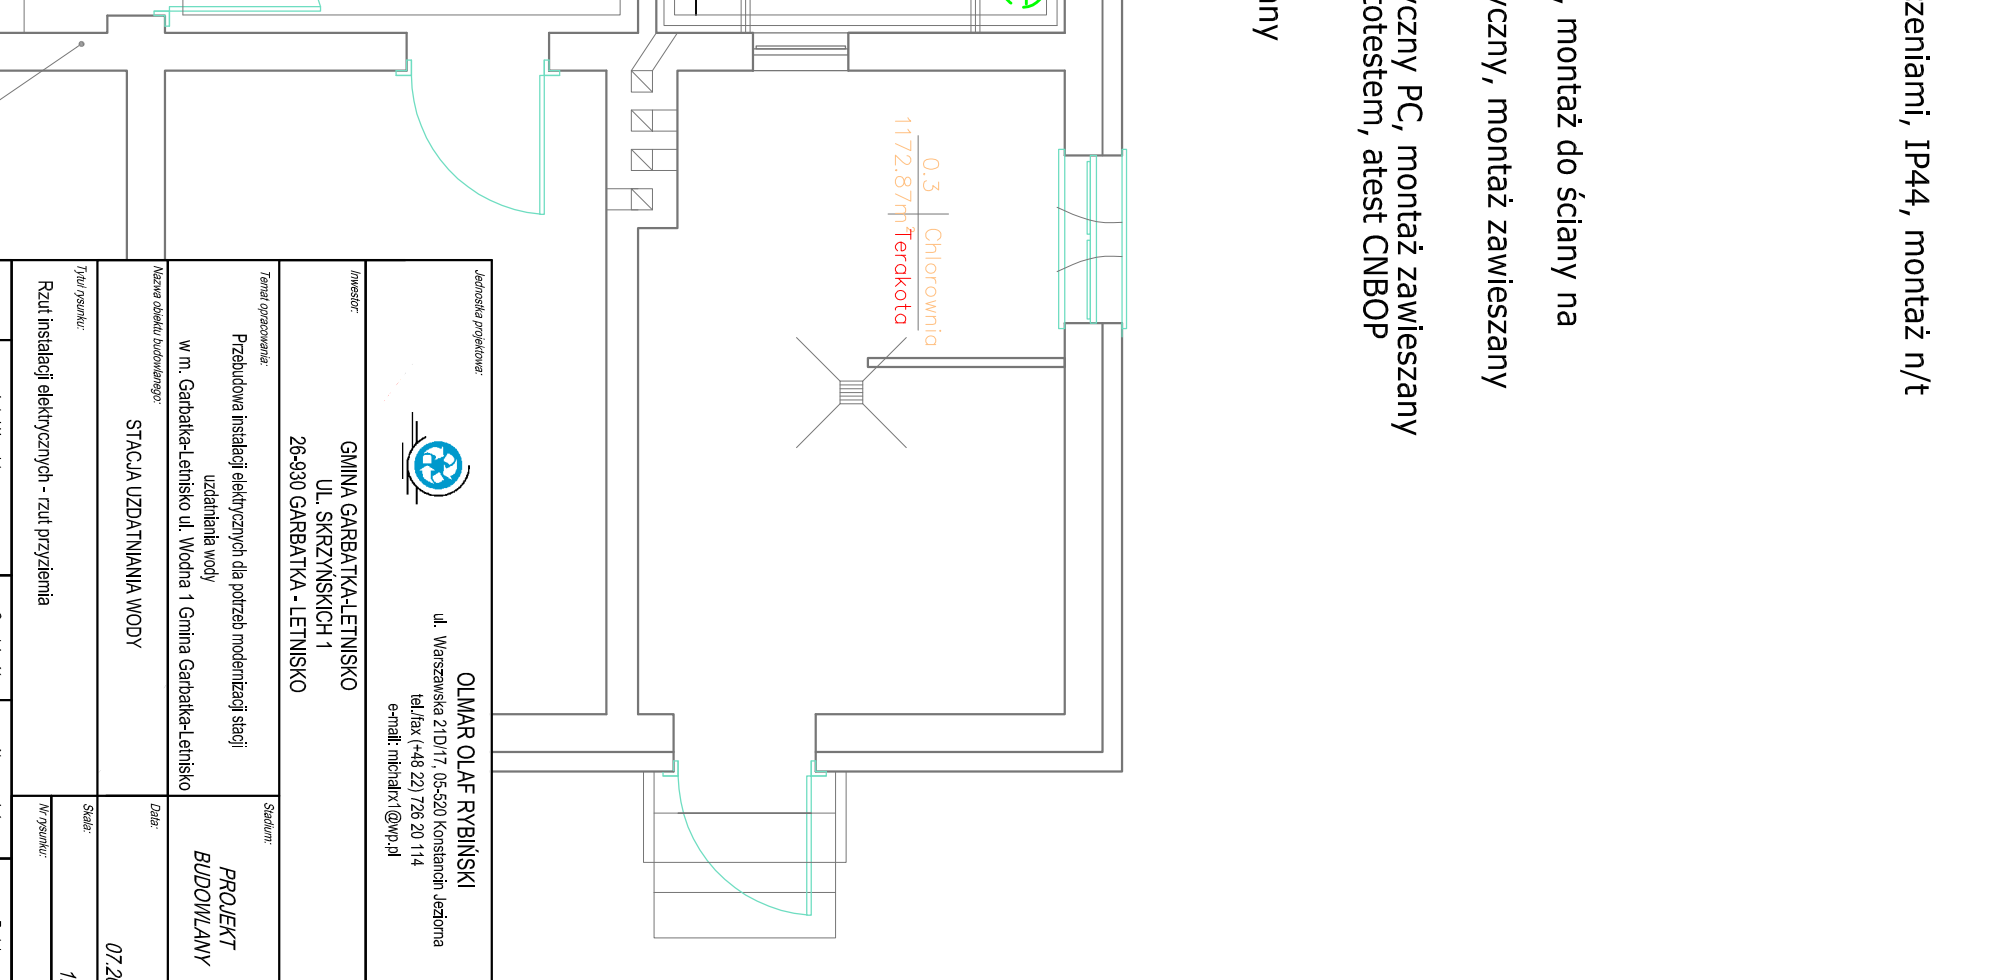 zeniami, IP44, montaż n/t
, montaż do ściany na
yczny, montaż zawieszany
yczny PC, montaż zawieszany
totestem, atest CNBOP
any
0.3 Chlorownia
1172.87m² Terakota
Jednostka projektowa:
OLMAR OLAF RYBIŃSKI
ul. Warszawska 21D/17, 05-520 Konstancin Jeziorna
tel./fax (+48 22) 726 20 114
e-mail: michalrx1@wp.pl
Inwestor:
GMINA GARBATKA-LETNISKO
UL. SKRZYŃSKICH 1
26-930 GARBATKA - LETNISKO
Temat opracowania:
Przebudowa instalacji elektrycznych dla potrzeb modernizacji stacji
uzdatniania wody
w m. Garbatka-Letnisko ul. Wodna 1 Gmina Garbatka-Letnisko
Stadium:
PROJEKT
BUDOWLANY
Nazwa obiektu budowlanego:
STACJA UZDATNIANIA WODY
Data:
07.20
Tytuł rysunku:
Rzut instalacji elektrycznych - rzut przyziemia
Skala:
Nr rysunku: